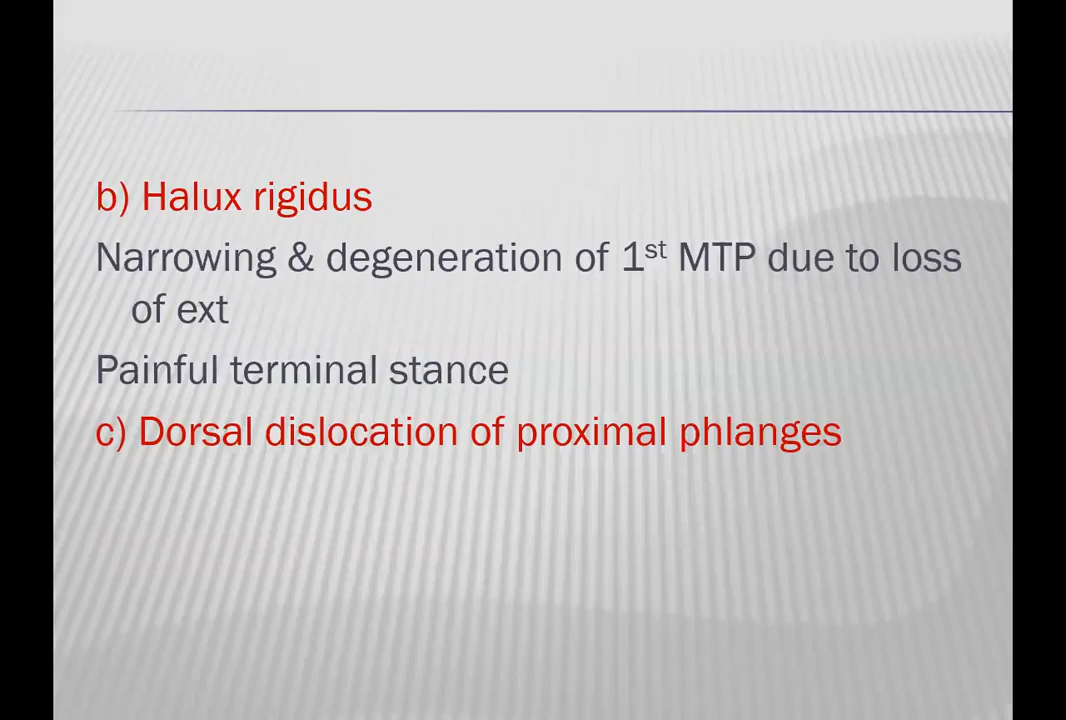 b) Halux rigidus
Narrowing & degeneration of 1st MTP due to loss
of ext
Painful terminal stance
c) Dorsal dislocation of proximal phlanges